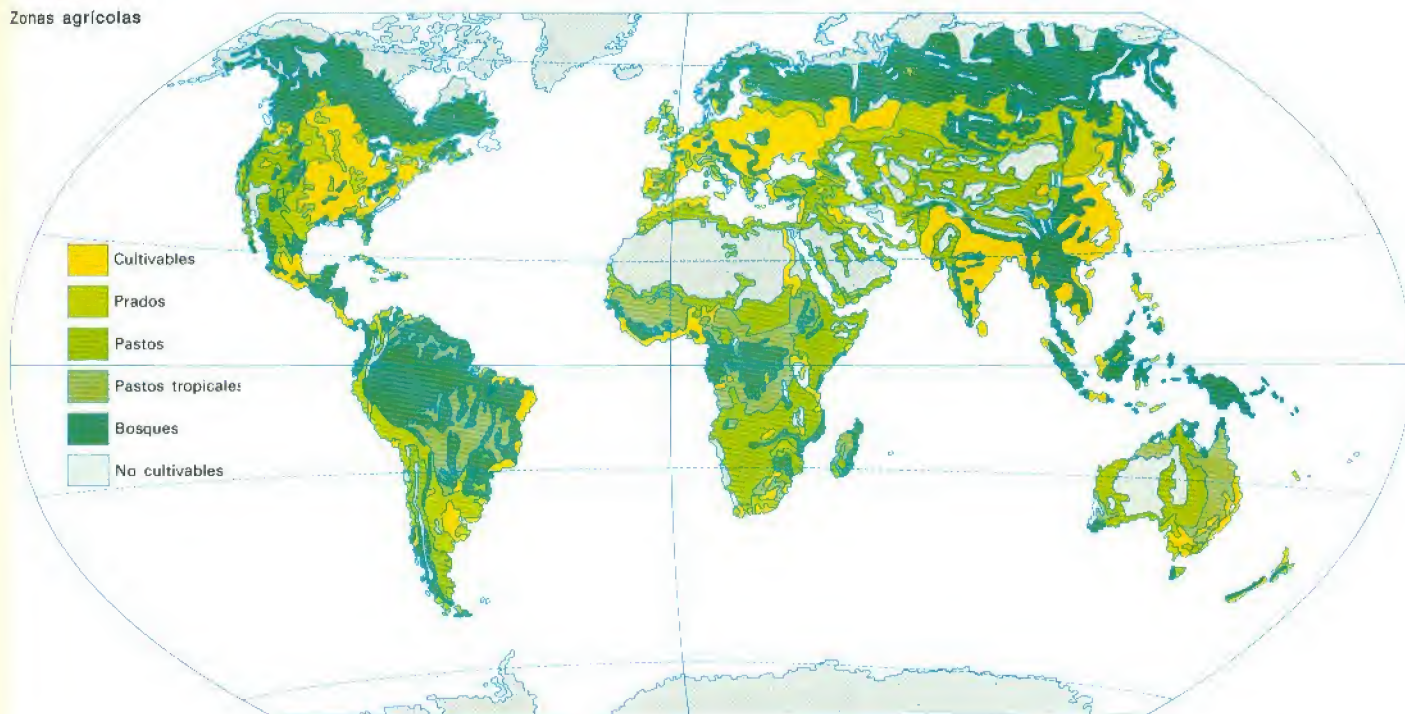 Zonas agrícolas
Cultivables
Prados
Pastos
Pastos tropicales
Bosques
No cultivables